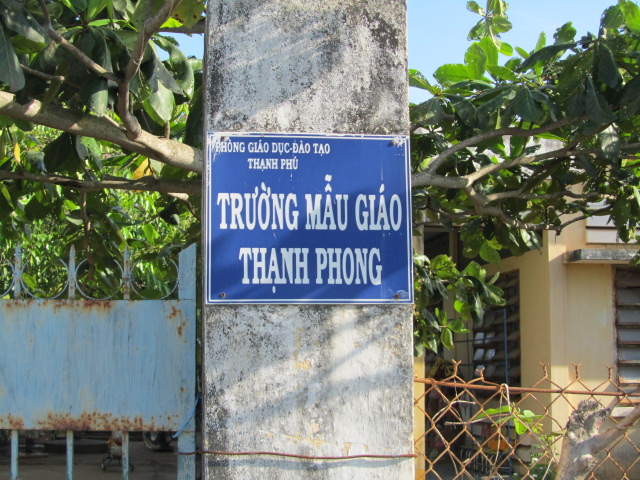 PHÒNG GIÁO DỤC-ĐÀO TẠO
THẠNH PHÚ
TRƯỜNG MẪU GIÁO
THẠNH PHONG